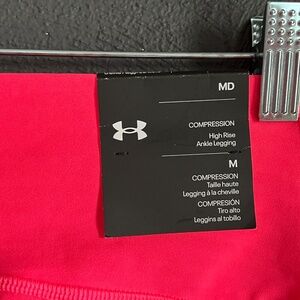 MD
COMPRESSION
High Rise
Ankle Legging
M
COMPRESSION
Taille haute
Legging à la cheville
COMPRESIÓN
Tiro alto
Leggins al tobillo